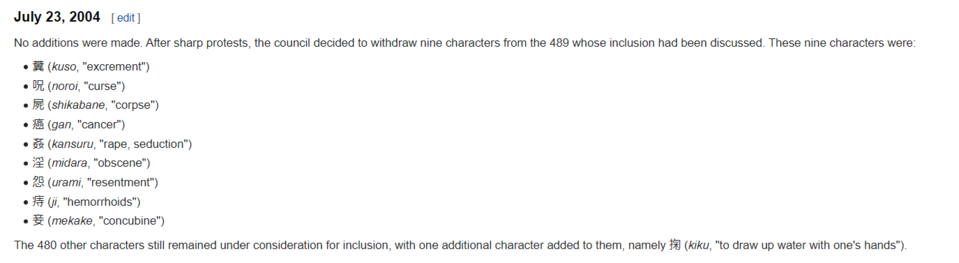 July 23, 2004 [ edit ]
No additions were made. After sharp protests, the council decided to withdraw nine characters from the 489 whose inclusion had been discussed. These nine characters were:
• 糞 (kuso, "excrement")
• 呪 (noroi, "curse")
• 屍 (shikabane, "corpse")
• 癌 (gan, "cancer")
• 姦 (kansuru, "rape, seduction")
• 淫 (midara, "obscene")
• 怨 (urami, "resentment")
• 痔 (ji, "hemorrhoids")
• 妾 (mekake, "concubine")
The 480 other characters still remained under consideration for inclusion, with one additional character added to them, namely 掬 (kiku, "to draw up water with one's hands").